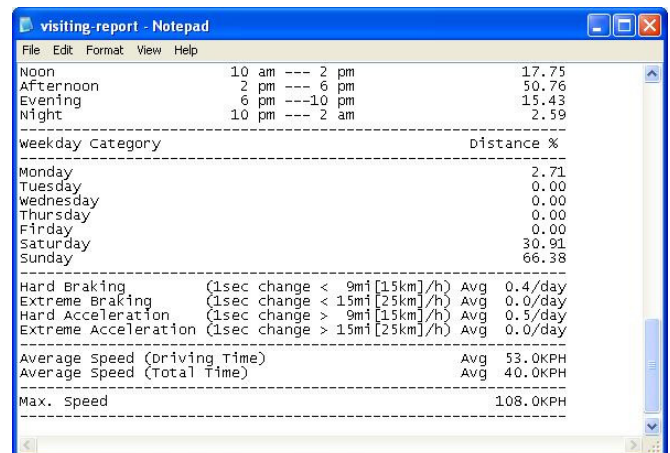 visiting-report - Notepad
File Edit Format View Help
Noon 10 am --- 2 pm 17.75
Afternoon 2 pm --- 6 pm 50.76
Evening 6 pm ---10 pm 15.43
Night 10 pm --- 2 am 2.59
Weekday Category Distance %
Monday 2.71
Tuesday 0.00
Wednesday 0.00
Thursday 0.00
Firday 0.00
Saturday 30.91
Sunday 66.38
Hard Braking (1sec change < 9mi[15km]/h) Avg 0.4/day
Extreme Braking (1sec change < 15mi[25km]/h) Avg 0.0/day
Hard Acceleration (1sec change > 9mi[15km]/h) Avg 0.5/day
Extreme Acceleration (1sec change > 15mi[25km]/h) Avg 0.0/day
Average Speed (Driving Time) Avg 53.0KPH
Average Speed (Total Time) Avg 40.0KPH
Max. Speed 108.0KPH